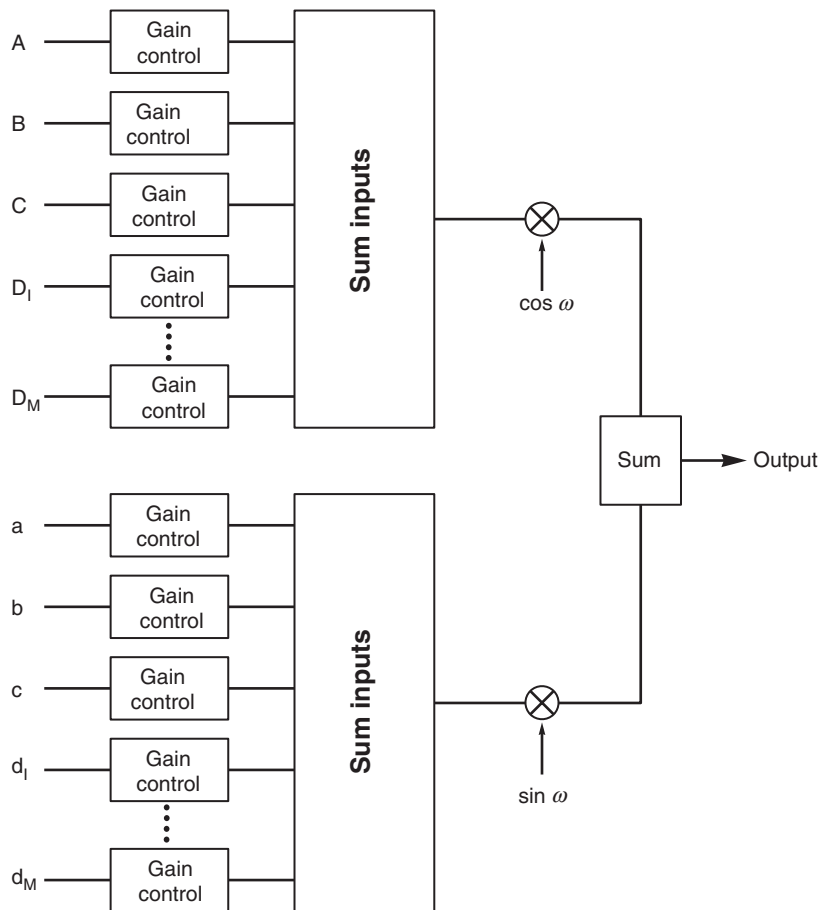 A
Gain
control
B
Gain
control
C
Gain
control
D_I
Gain
control
D_M
Gain
control
Sum inputs
cos ω
Sum
Output
a
Gain
control
b
Gain
control
c
Gain
control
d_I
Gain
control
d_M
Gain
control
Sum inputs
sin ω